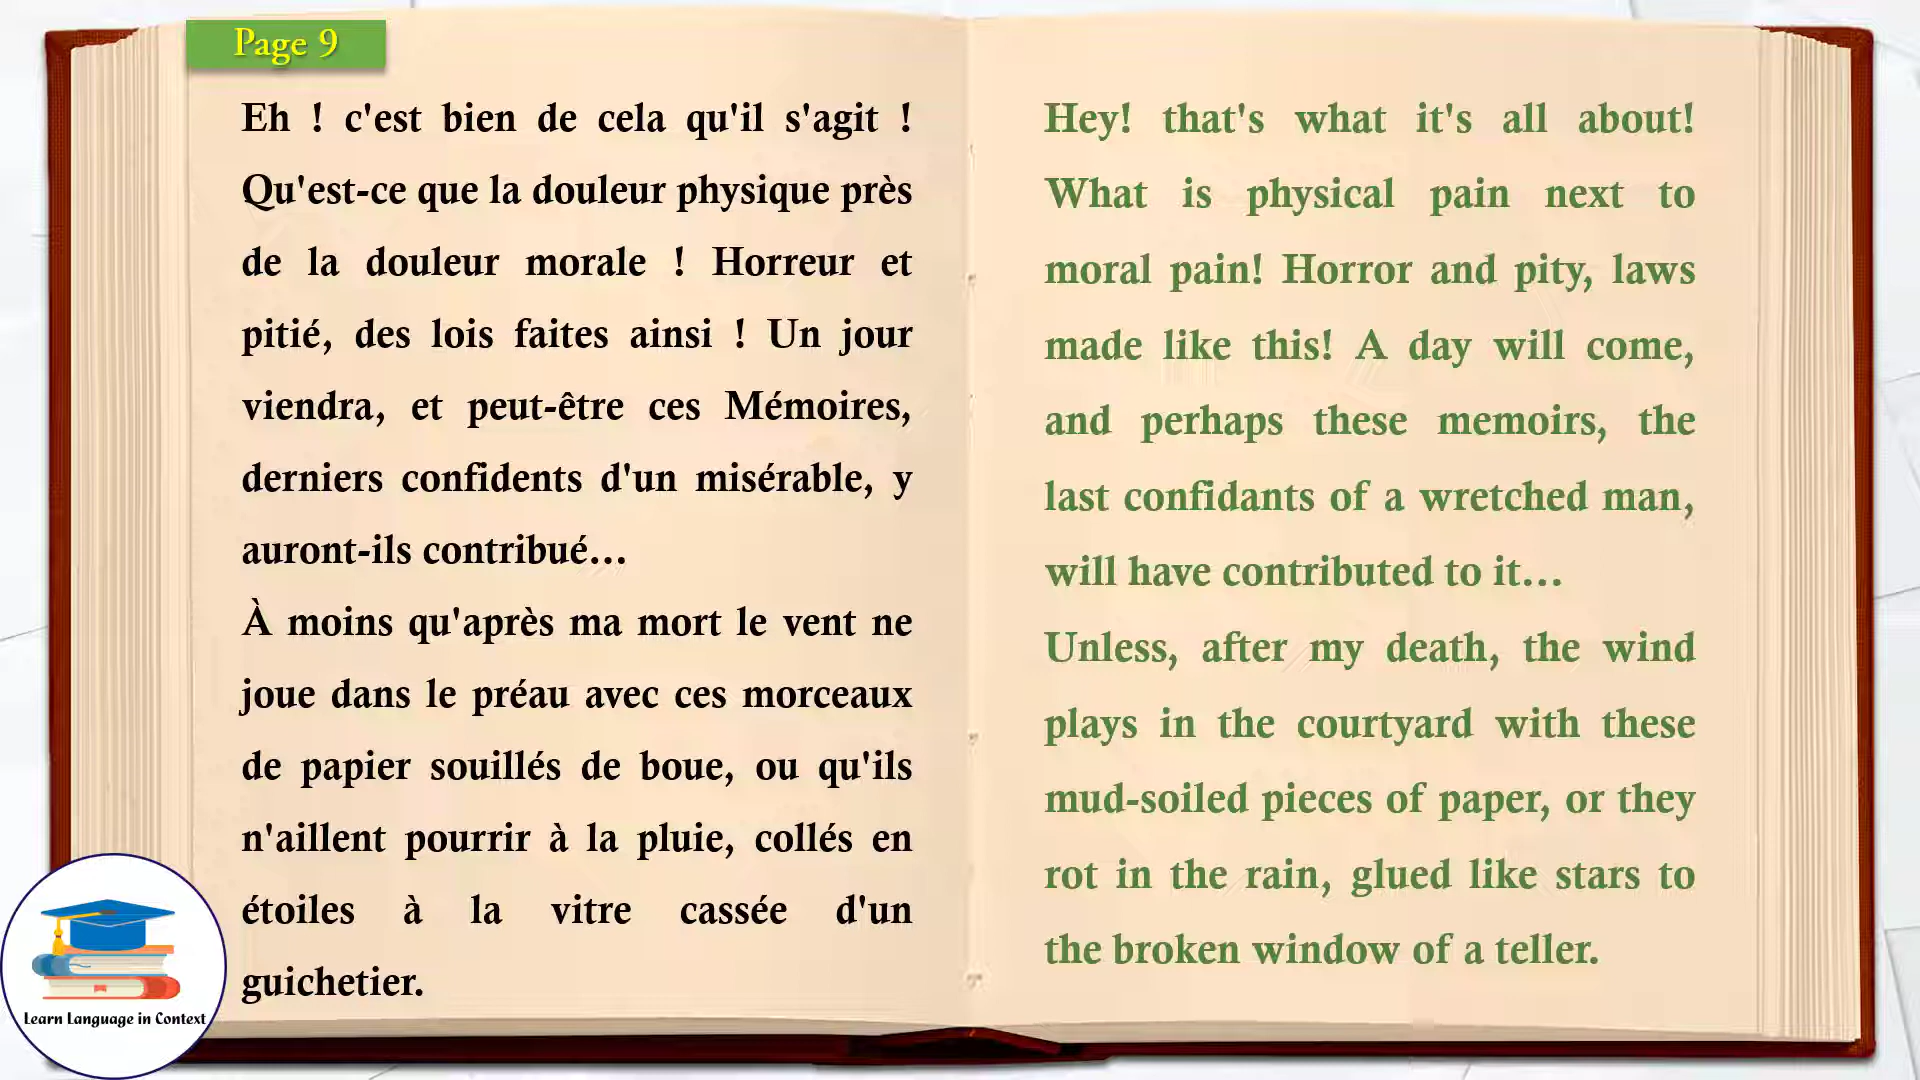 Page 9
Eh ! c'est bien de cela qu'il s'agit !
Qu'est-ce que la douleur physique près
de la douleur morale ! Horreur et
pitié, des lois faites ainsi ! Un jour
viendra, et peut-être ces Mémoires,
derniers confidents d'un misérable, y
auront-ils contribué...
À moins qu'après ma mort le vent ne
joue dans le préau avec ces morceaux
de papier souillés de boue, ou qu'ils
n'aillent pourrir à la pluie, collés en
étoiles à la vitre cassée d'un
guichetier.
Hey! that's what it's all about!
What is physical pain next to
moral pain! Horror and pity, laws
made like this! A day will come,
and perhaps these memoirs, the
last confidants of a wretched man,
will have contributed to it...
Unless, after my death, the wind
plays in the courtyard with these
mud-soiled pieces of paper, or they
rot in the rain, glued like stars to
the broken window of a teller.
Learn Language in Context